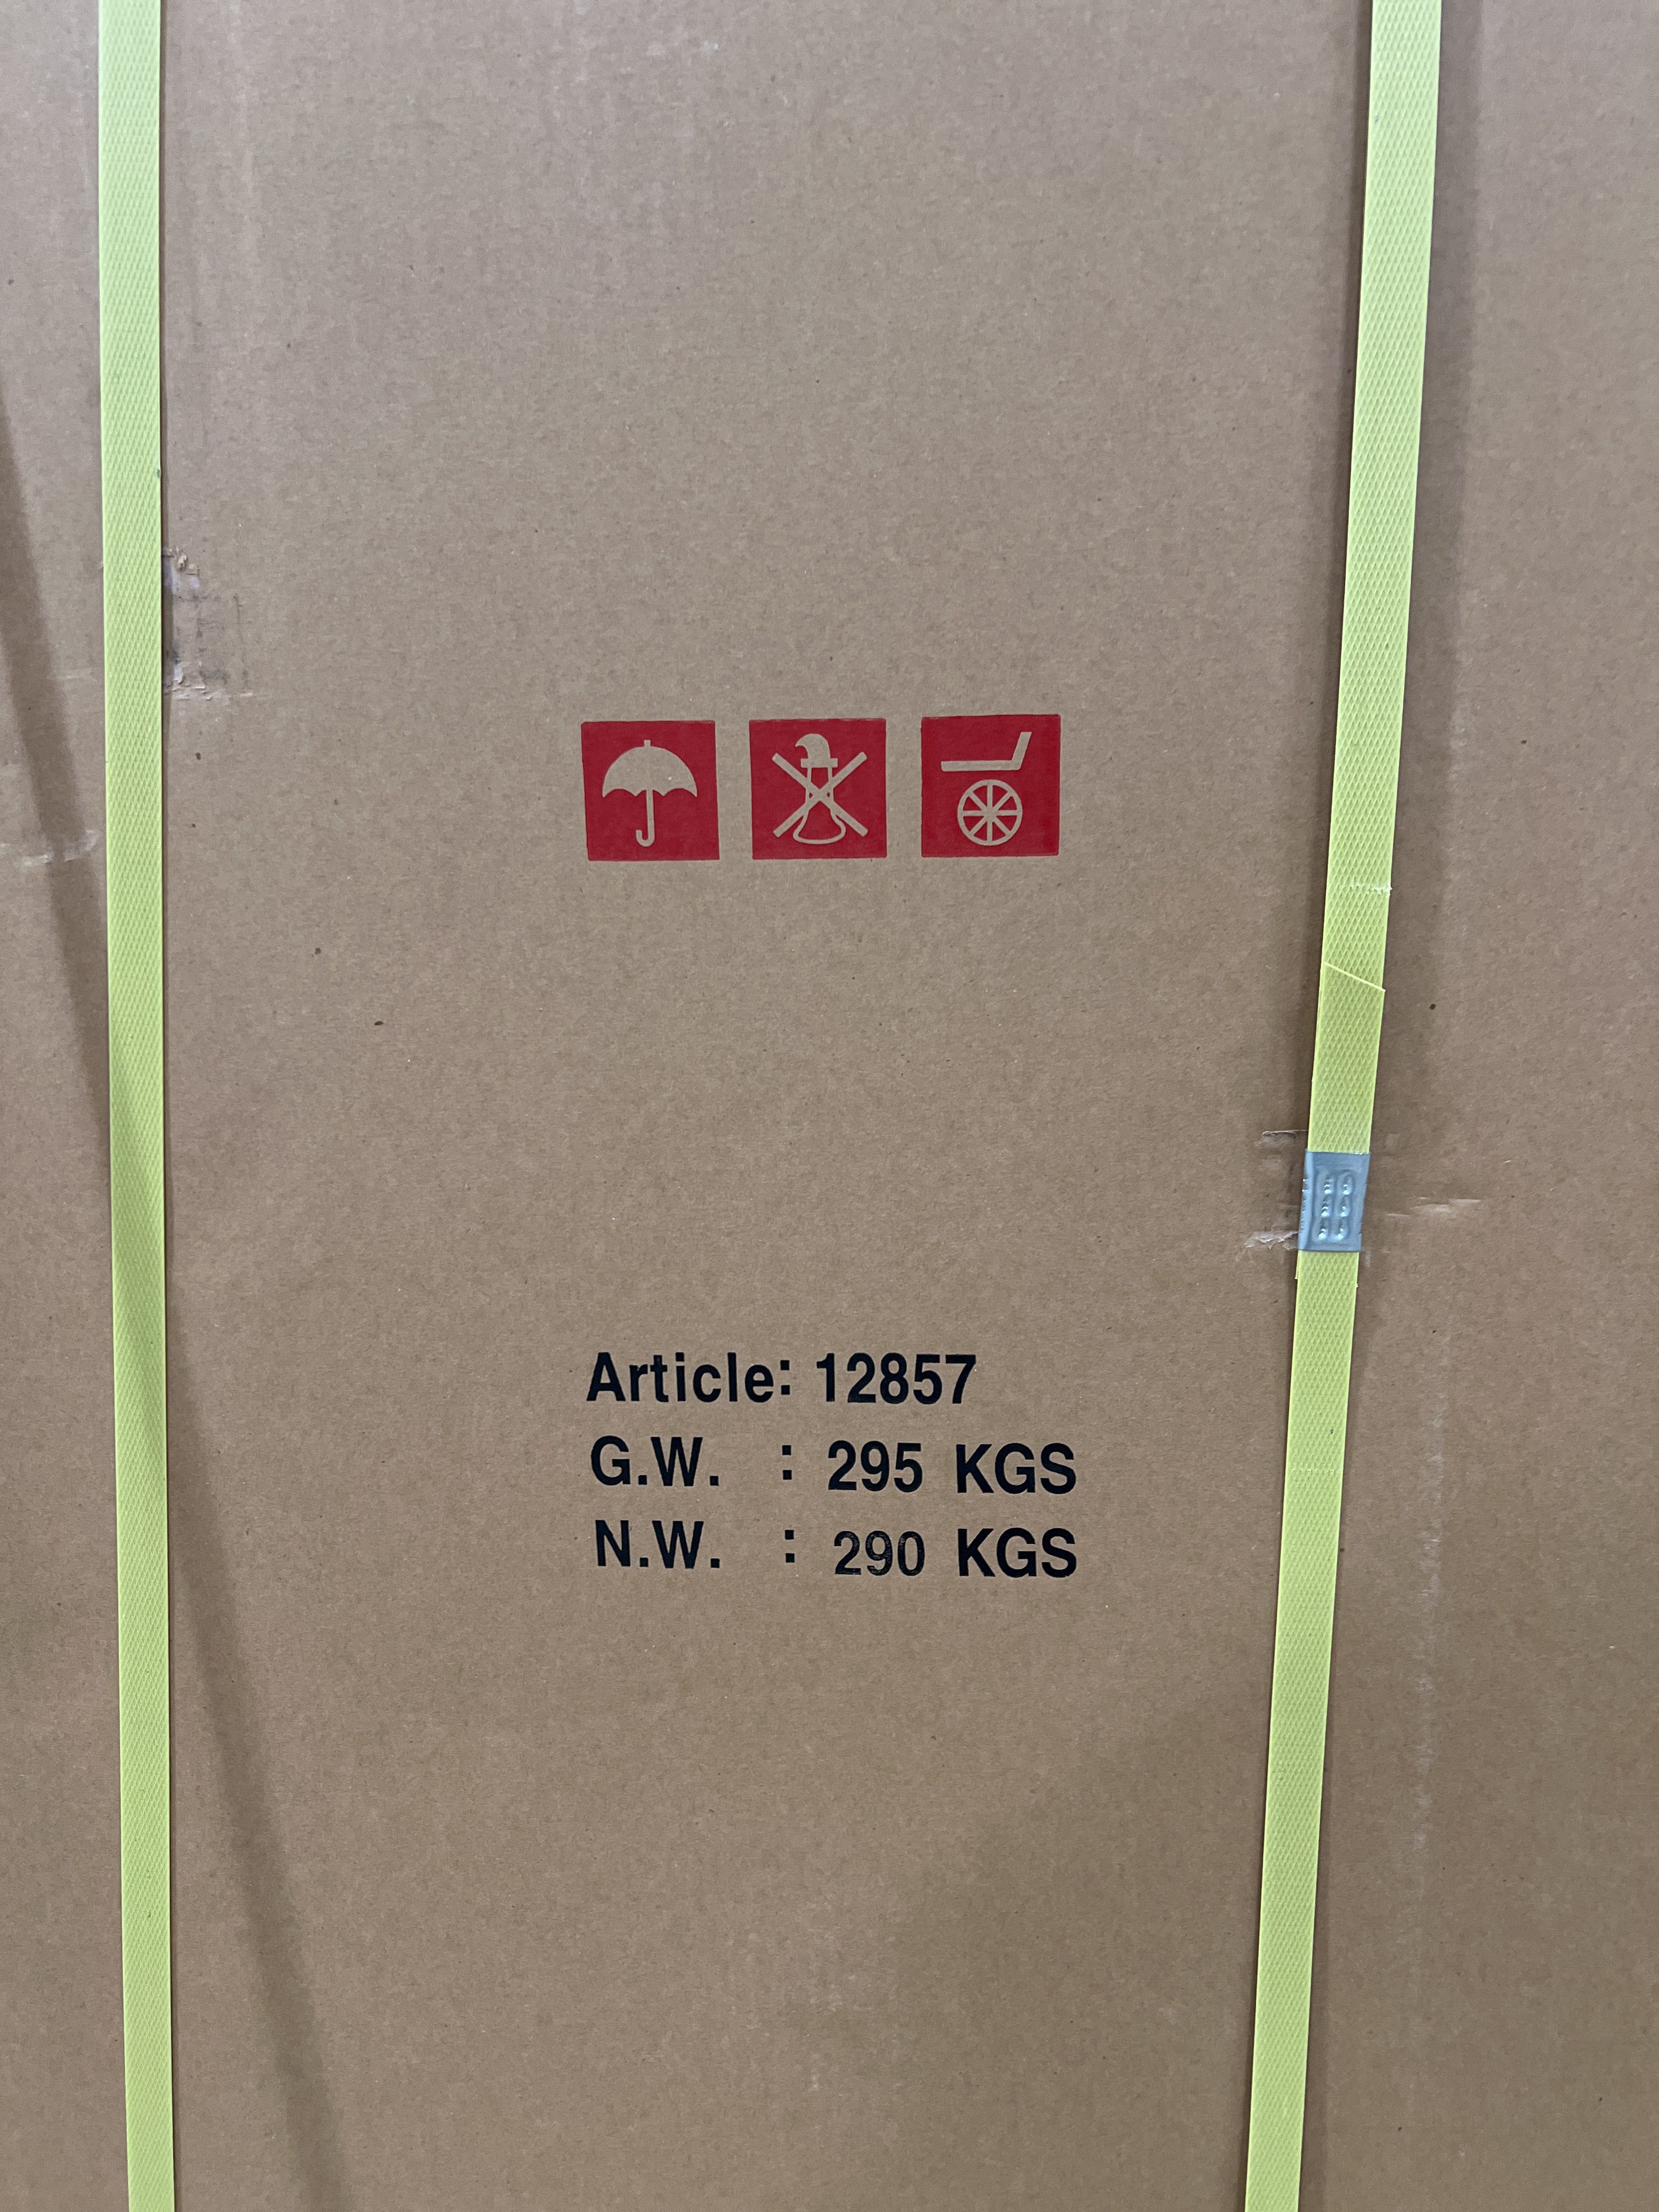 Article: 12857
G.W. : 295 KGS
N.W. : 290 KGS